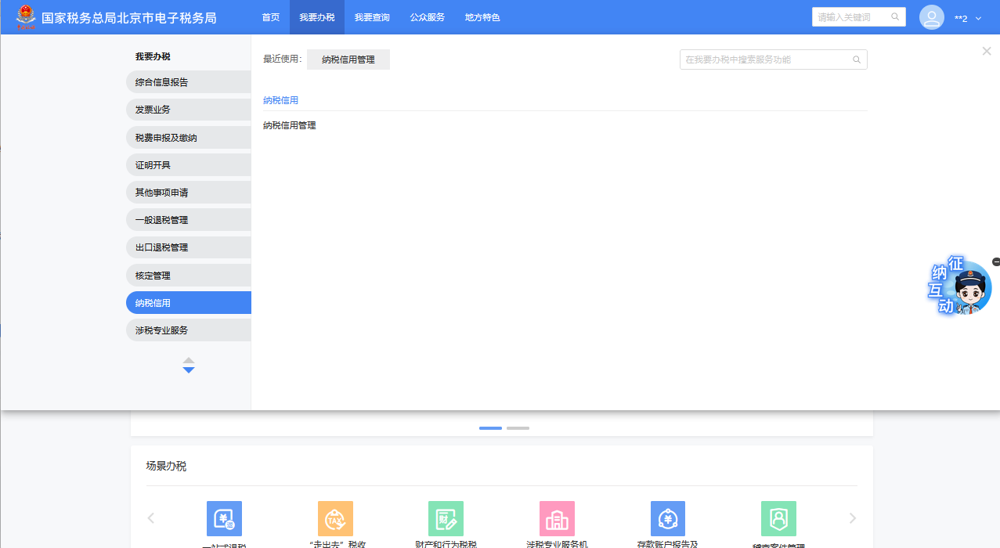 国家税务总局北京市电子税务局
首页
我要办税
我要查询
公众服务
地方特色
请输入关键词
**2
我要办税
综合信息报告
发票业务
税费申报及缴纳
证明开具
其他事项申请
一般退税管理
出口退税管理
核定管理
纳税信用
涉税专业服务
最近使用：
纳税信用管理
在我要办税中搜索服务功能
纳税信用
纳税信用管理
征纳互动
场景办税
TAX
财
一站式退税
“走出去”税收
财产和行为税税
涉税专业服务机
存款账户报告及
稽查案件管理